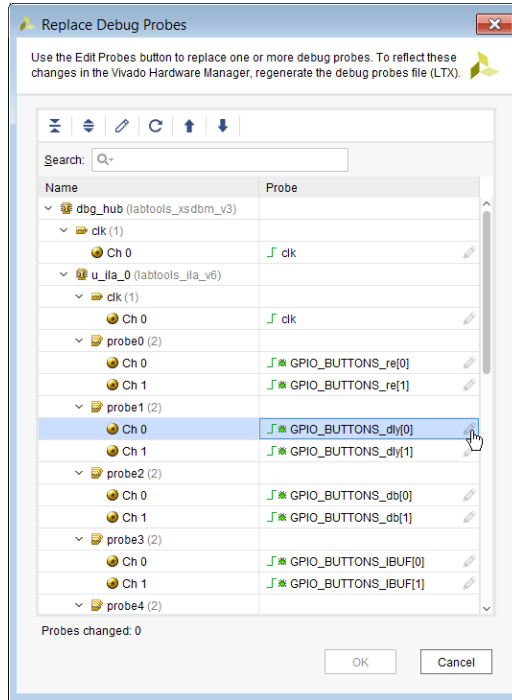 Replace Debug Probes
Use the Edit Probes button to replace one or more debug probes. To reflect these
changes in the Vivado Hardware Manager, regenerate the debug probes file (LTX).
Search:
Name Probe
dbg_hub (labtools_xsdbm_v3)
clk (1)
Ch 0 clk
u_ila_0 (labtools_ila_v6)
clk (1)
Ch 0 clk
probe0 (2)
Ch 0 GPIO_BUTTONS_re[0]
Ch 1 GPIO_BUTTONS_re[1]
probe1 (2)
Ch 0 GPIO_BUTTONS_dly[0]
Ch 1 GPIO_BUTTONS_dly[1]
probe2 (2)
Ch 0 GPIO_BUTTONS_db[0]
Ch 1 GPIO_BUTTONS_db[1]
probe3 (2)
Ch 0 GPIO_BUTTONS_IBUF[0]
Ch 1 GPIO_BUTTONS_IBUF[1]
probe4 (2)
Probes changed: 0
OK Cancel